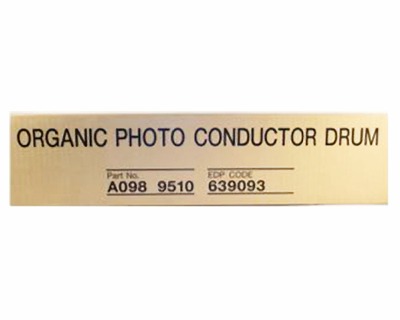 ORGANIC PHOTO CONDUCTOR DRUM
Part No. EDP CODE
A098 9510 639093